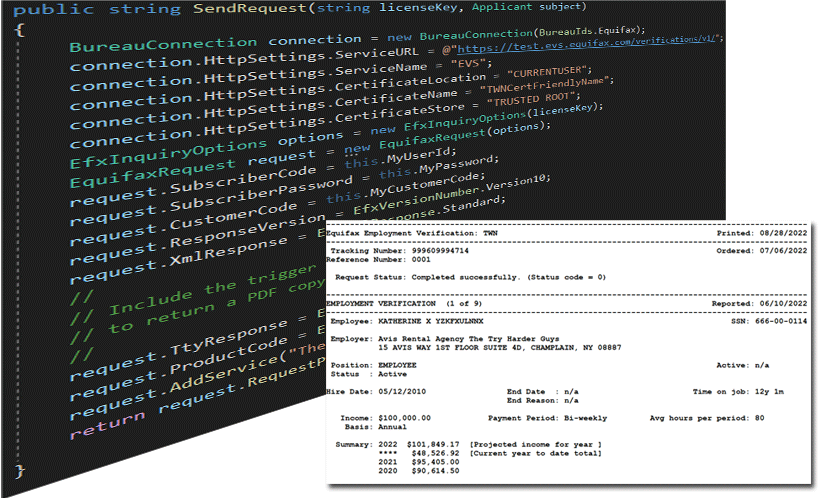 public string SendRequest(string licenseKey, Applicant subject)
{
BureauConnection connection = new BureauConnection(BureauIds.Equifax);
connection.HttpSettings.ServiceURL = @"https://test.evs.equifax.com/verifications/v1/";
connection.HttpSettings.ServiceName = "EVS";
connection.HttpSettings.CertificateLocation = "CURRENTUSER";
connection.HttpSettings.CertificateName = "TWNCertFriendlyName";
connection.HttpSettings.CertificateStore = "TRUSTED ROOT";
EfxInquiryOptions options = new EfxInquiryOptions(licenseKey);
EquifaxRequest request = new EquifaxRequest(options);
request.SubscriberCode = this.MyUserId;
request.SubscriberPassword = this.MyPassword;
request.CustomerCode = this.MyCustomerCode;
request.ResponseVersion = EfxVersionNumber.Version10;
request.XmlResponse = E Response.Standard;
//
// Include the trigger
// to return a PDF copy
//
request.TtyResponse = E
request.ProductCode = E
request.AddService("The
return request.RequestP
}
Equifax Employment Verification: TWN Printed: 08/28/2022
Tracking Number: 999609994714 Ordered: 07/06/2022
Reference Number: 0001
Request Status: Completed successfully. (Status code = 0)
EMPLOYMENT VERIFICATION (1 of 9) Reported: 06/10/2022
Employee: KATHERINE X YZKFXULNNX SSN: 666-00-0114
Employer: Avis Rental Agency The Try Harder Guys
15 AVIS WAY 1ST FLOOR SUITE 4D, CHAMPLAIN, NY 08887
Position: EMPLOYEE Active: n/a
Status : Active
Hire Date: 05/12/2010 End Date : n/a Time on job: 12y 1m
End Reason: n/a
Income: $100,000.00 Payment Period: Bi-weekly Avg hours per period: 80
Basis: Annual
Summary: 2022 $101,849.17 [Projected income for year ]
**** $48,526.92 [Current year to date total]
2021 $95,405.00
2020 $90,614.50